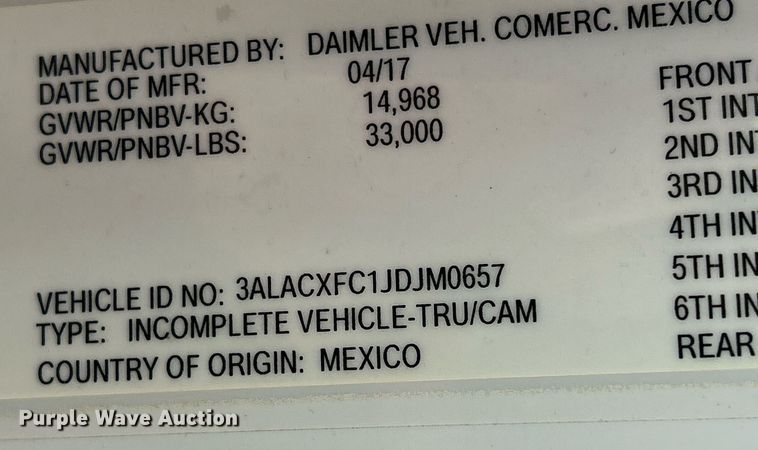 MANUFACTURED BY: DAIMLER VEH. COMERC. MEXICO
DATE OF MFR: 04/17
GVWR/PNBV-KG: 14,968
GVWR/PNBV-LBS: 33,000
FRONT
1ST INT
2ND IN
3RD IN
4TH IN
5TH IN
6TH IN
REAR
VEHICLE ID NO: 3ALACXFC1JDJM0657
TYPE: INCOMPLETE VEHICLE-TRU/CAM
COUNTRY OF ORIGIN: MEXICO
Purple Wave Auction